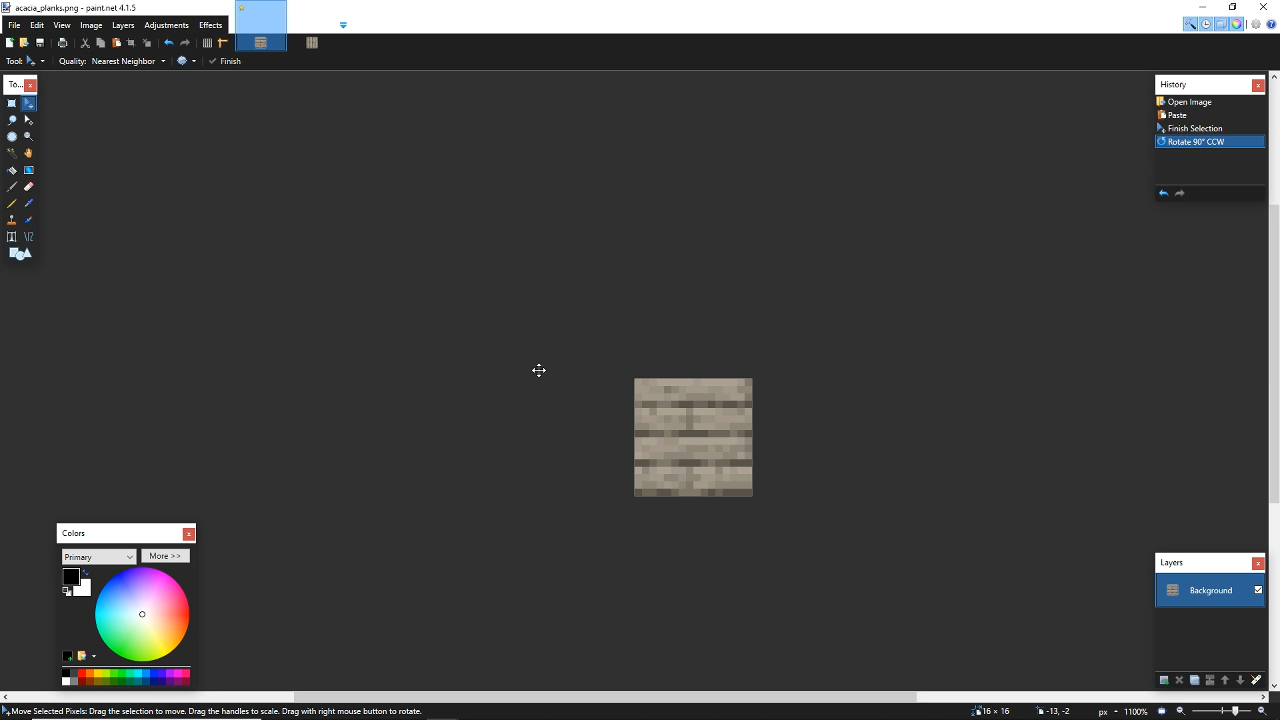 acacia_planks.png - paint.net 4.1.5
File Edit View Image Layers Adjustments Effects
Tool: Quality: Nearest Neighbor Finish
To...
History
Open Image
Paste
Finish Selection
Rotate 90° CCW
Colors
Primary More >>
Layers
Background
Move Selected Pixels: Drag the selection to move. Drag the handles to scale. Drag with right mouse button to rotate. 16 × 16 -13, -2 px 1100%